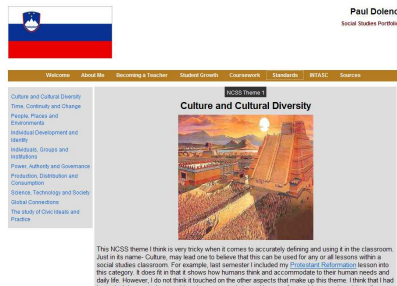 Paul Dolenc
Social Studies Portfolio
Welcome About Me Becoming a Teacher Student Growth Coursework Standards INTASC Sources
NCSS Theme 1
Culture and Cultural Diversity
Culture and Cultural Diversity
Time, Continuity and Change
People, Places and
Environments
Individual Development and
Identity
Individuals, Groups and
Institutions
Power, Authority and Governance
Production, Distribution and
Consumption
Science, Technology and Society
Global Connections
The study of Civic Ideals and
Practice
This NCSS theme I think is very tricky when it comes to accurately defining and using it in the classroom.
Just in its name- Culture, may lead one to believe that this can be used for any or all lessons within a
social studies classroom. For example, last semester I included my Protestant Reformation lesson into
this category. It does fit in that it shows how humans think and accommodate to their human needs and
daily life. However, I do not think it touched on the other aspects that make up this theme. I think that I had